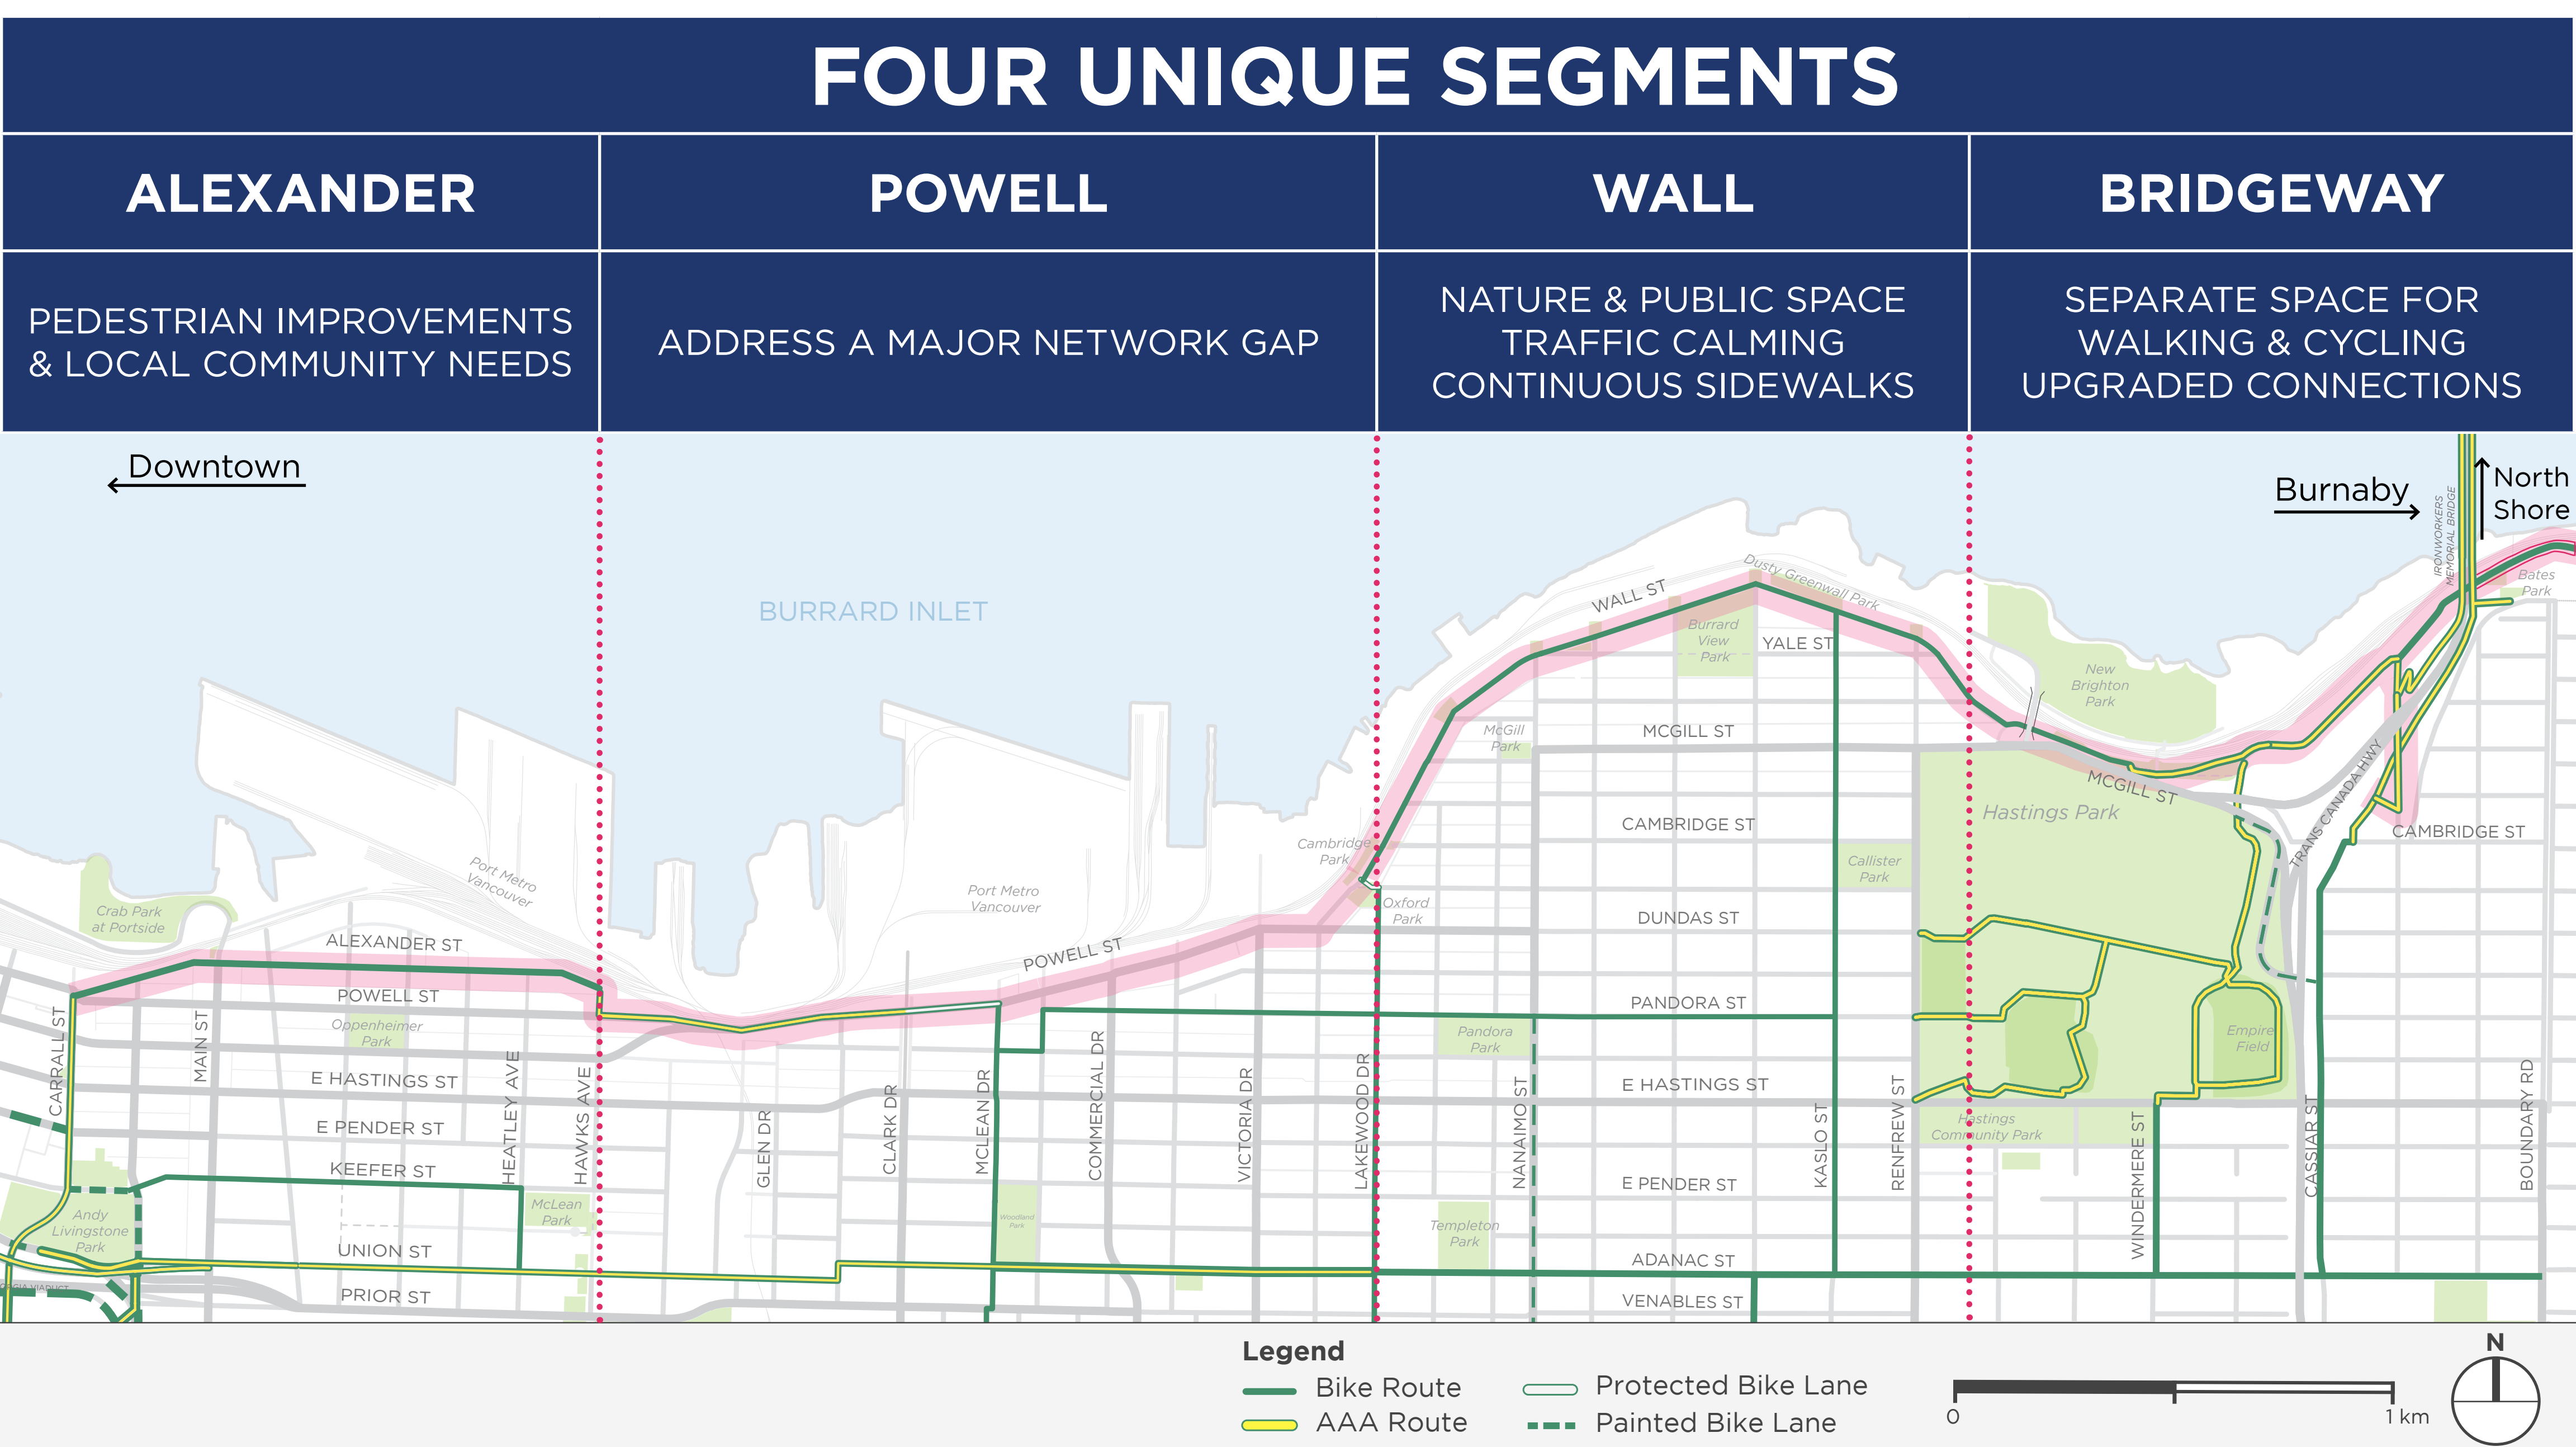 FOUR UNIQUE SEGMENTS
ALEXANDER
POWELL
WALL
BRIDGEWAY
PEDESTRIAN IMPROVEMENTS
& LOCAL COMMUNITY NEEDS
ADDRESS A MAJOR NETWORK GAP
NATURE & PUBLIC SPACE
TRAFFIC CALMING
CONTINUOUS SIDEWALKS
SEPARATE SPACE FOR
WALKING & CYCLING
UPGRADED CONNECTIONS
Downtown
Burnaby
North
Shore
IRONWORKERS
MEMORIAL BRIDGE
BURRARD INLET
WALL ST
Dusty Greenwall Park
Bates
Park
Burrard
View
Park
YALE ST
New
Brighton
Park
McGill
Park
MCGILL ST
MCGILL ST
TRANS CANADA HWY
Hastings Park
CAMBRIDGE ST
CAMBRIDGE ST
Cambridge
Park
Callister
Park
Port Metro
Vancouver
Port Metro
Vancouver
Crab Park
at Portside
Oxford
Park
DUNDAS ST
ALEXANDER ST
POWELL ST
POWELL ST
PANDORA ST
Oppenheimer
Park
Pandora
Park
Empire
Field
CARRALL ST
MAIN ST
E HASTINGS ST
HEATLEY AVE
HAWKS AVE
GLEN DR
CLARK DR
MCLEAN DR
COMMERCIAL DR
VICTORIA DR
LAKEWOOD DR
NANAIMO ST
E HASTINGS ST
KASLO ST
RENFREW ST
Hastings
Community Park
WINDERMERE ST
CASSIAR ST
BOUNDARY RD
E PENDER ST
KEEFER ST
E PENDER ST
McLean
Park
Woodland
Park
Templeton
Park
Andy
Livingstone
Park
UNION ST
ADANAC ST
VIADUCT
PRIOR ST
VENABLES ST
Legend
Bike Route
Protected Bike Lane
AAA Route
Painted Bike Lane
0
1 km
N